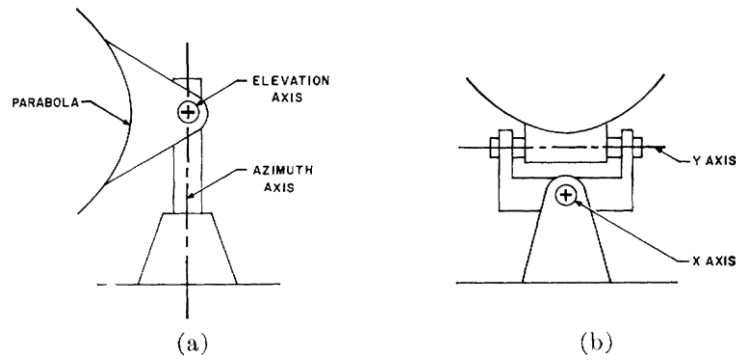 ELEVATION
AXIS
PARABOLA
AZIMUTH
AXIS
(a)
Y AXIS
X AXIS
(b)